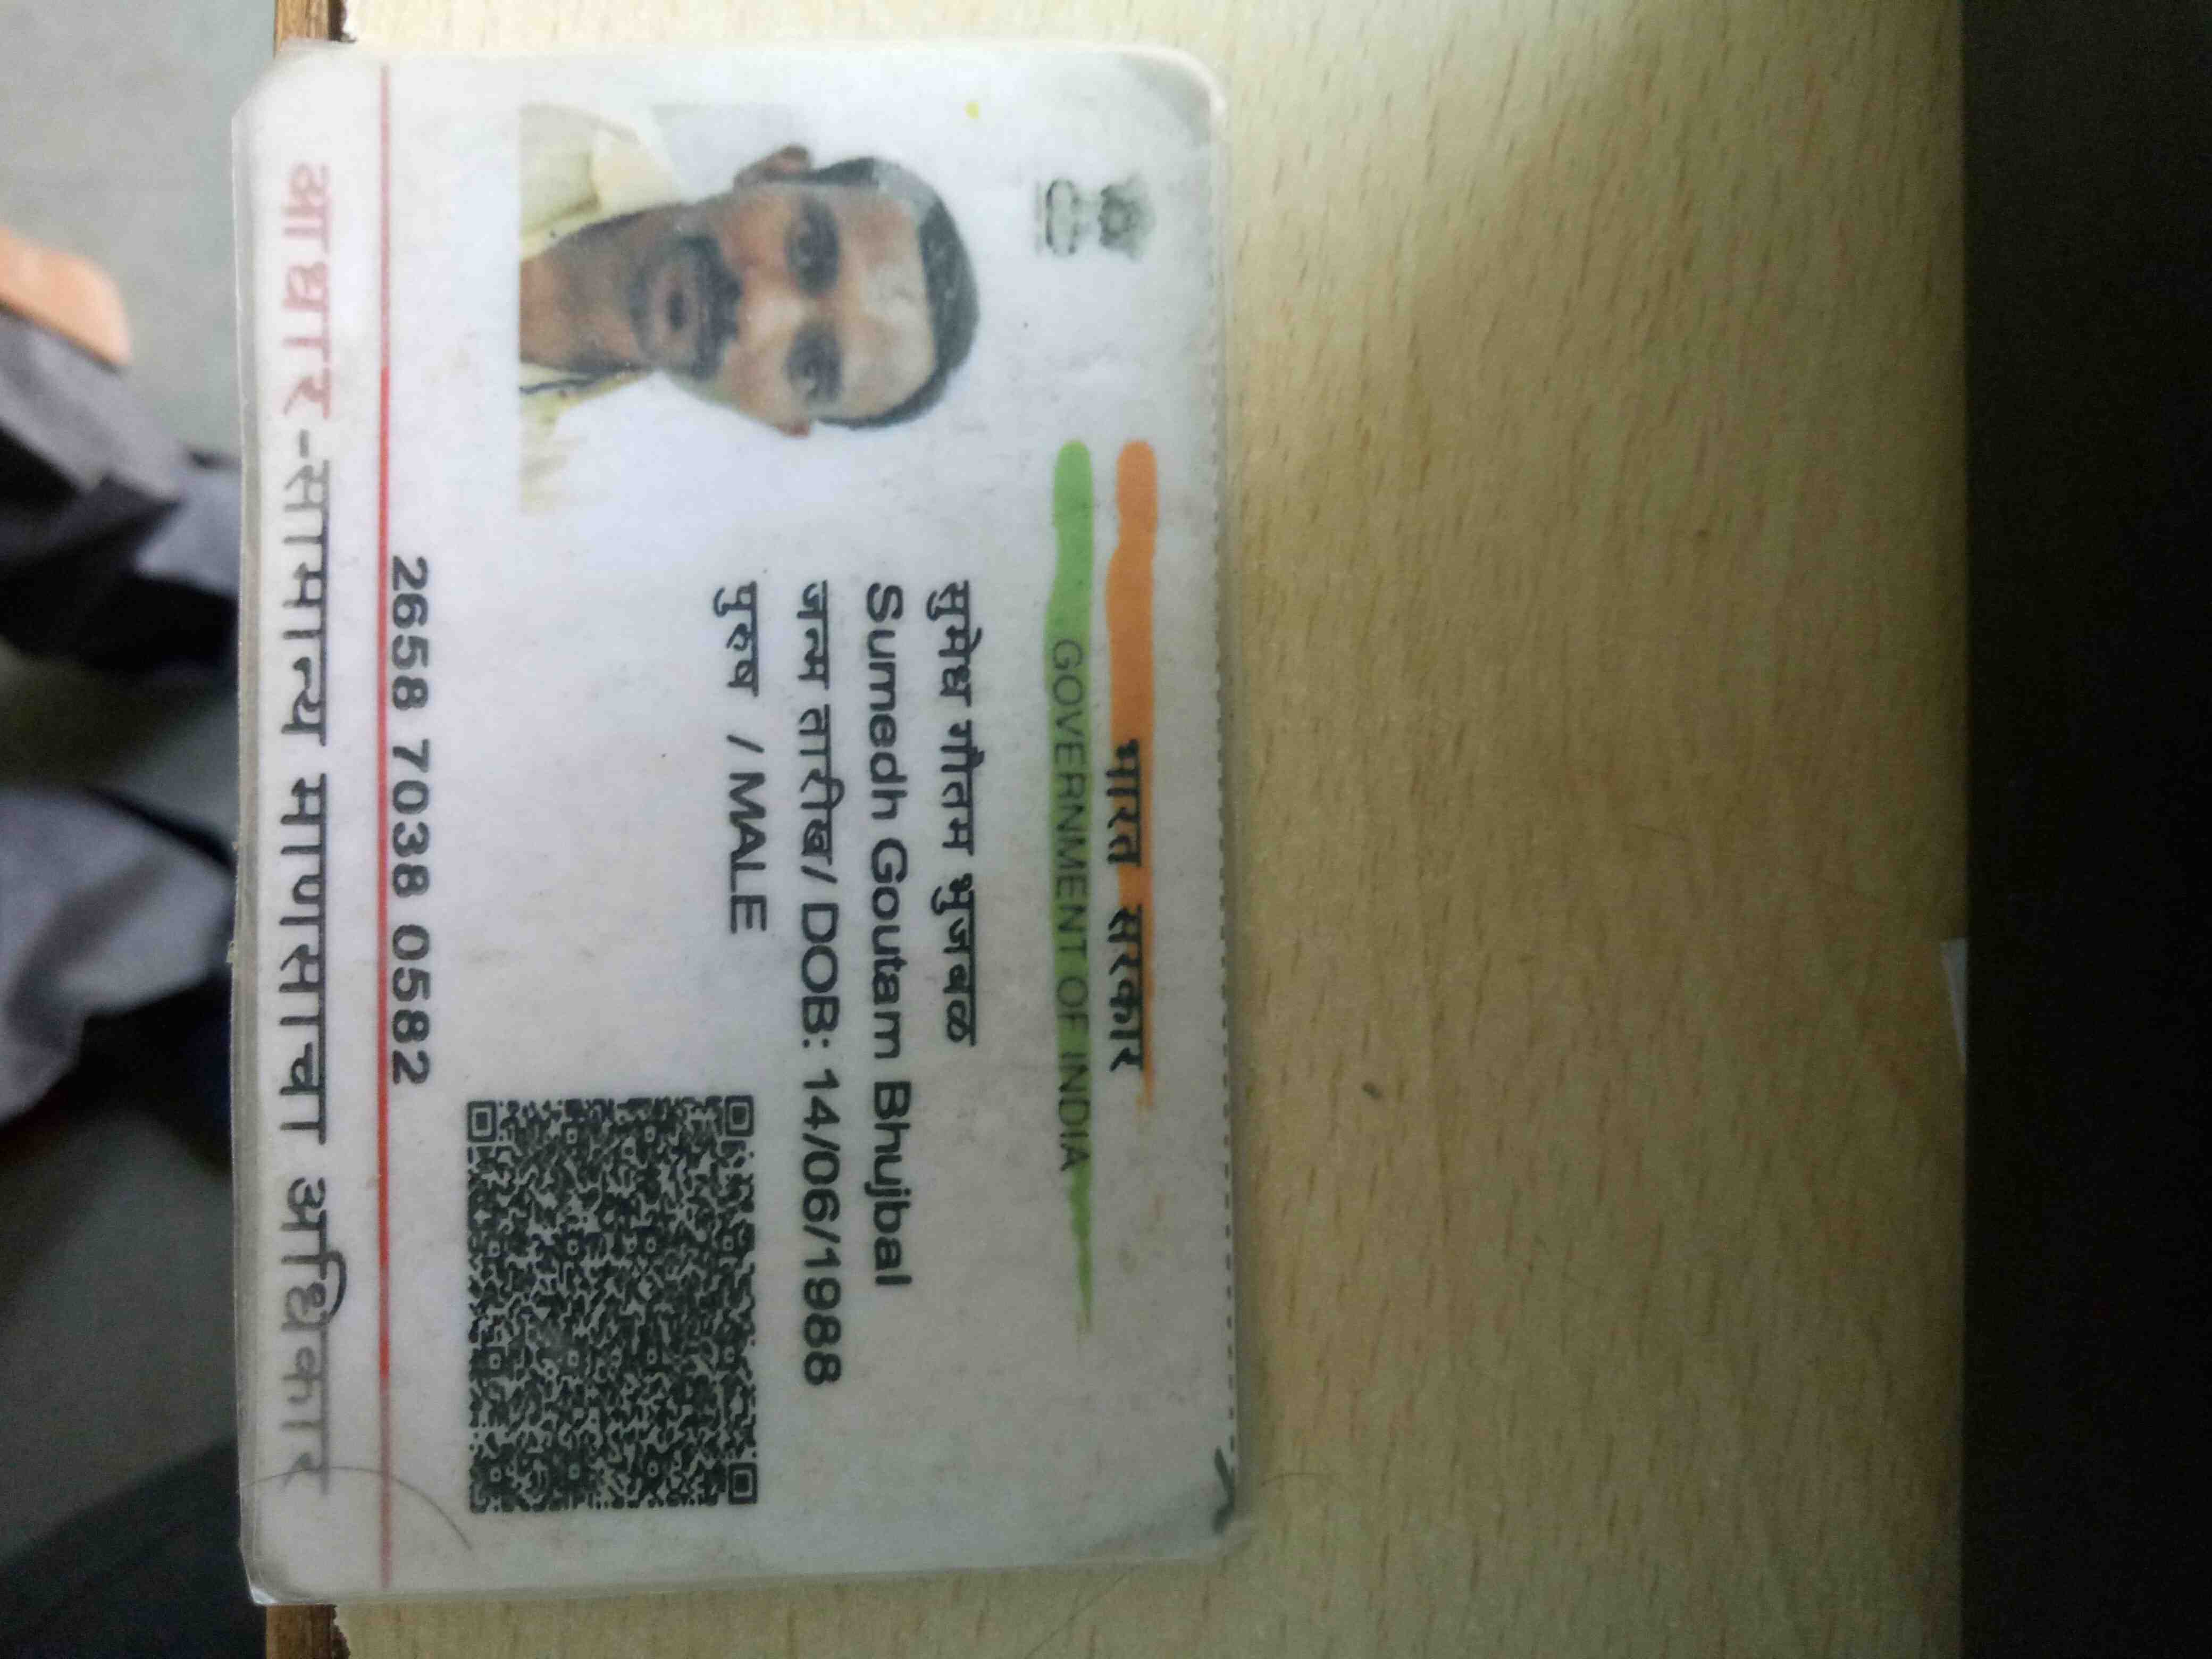 भारत सरकार
GOVERNMENT OF INDIA
सुमेध गौतम भुजबळ
Sumedh Goutam Bhujbal
जन्म तारीख/ DOB: 14/06/1988
पुरुष / MALE
2658 7038 0582
आधार-सामान्य माणसाचा अधिकार